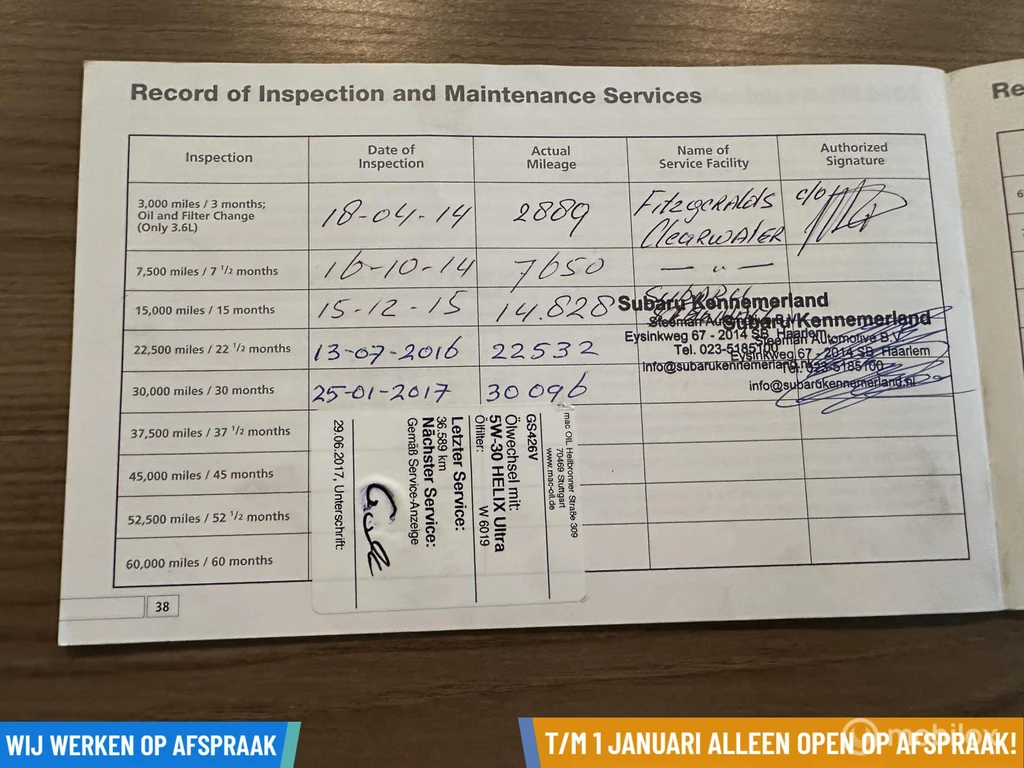 Record of Inspection and Maintenance Services
Re
Inspection
Date of
Inspection
Actual
Mileage
Name of
Service Facility
Authorized
Signature
3,000 miles / 3 months;
Oil and Filter Change
(Only 3.6L)
18-04-14
2889
Fitzgeralds
Clearwater
c/o
6
7,500 miles / 7 1/2 months
16-10-14
7650
— " —
15,000 miles / 15 months
15-12-15
14.828
Subaru Kennemerland
Steeman Automotive B.V.
Eysinkweg 67 - 2014 SB Haarlem
Tel. 023-5185100
info@subarukennemerland.nl
Subaru Kennemerland
Steeman Automotive B.V.
Eysinkweg 67 - 2014 SB Haarlem
Tel. 023-5185100
info@subarukennemerland.nl
22,500 miles / 22 1/2 months
13-07-2016
22532
30,000 miles / 30 months
25-01-2017
30096
37,500 miles / 37 1/2 months
45,000 miles / 45 months
52,500 miles / 52 1/2 months
60,000 miles / 60 months
mac OIL, Heilbronner Straße 309
70469 Stuttgart
www.mac-oil.de
GS426V
Ölwechsel mit:
5W-30 HELIX Ultra
Ölfilter: W 6019
Letzter Service:
36.589 km
Nächster Service:
Gemäß Service-Anzeige
29.06.2017, Unterschrift:
38
WIJ WERKEN OP AFSPRAAK
T/M 1 JANUARI ALLEEN OPEN OP AFSPRAAK!
mobilox